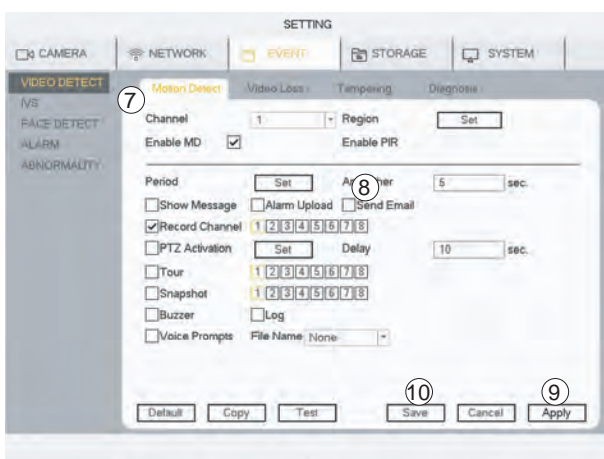 SETTING
CAMERA NETWORK EVENT STORAGE SYSTEM
VIDEO DETECT
IVS
FACE DETECT
ALARM
ABNORMALITY
7
Motion Detect Video Loss Tampering Diagnosis
Channel 1 Region Set
Enable MD Enable PIR
8
Period Set 5 sec.
Show Message Alarm Upload Send Email
Record Channel 1 2 3 4 5 6 7 8
PTZ Activation Set Delay 10 sec.
Tour 1 2 3 4 5 6 7 8
Snapshot 1 2 3 4 5 6 7 8
Buzzer Log
Voice Prompts File Name None
10 9
Default Copy Test Save Cancel Apply